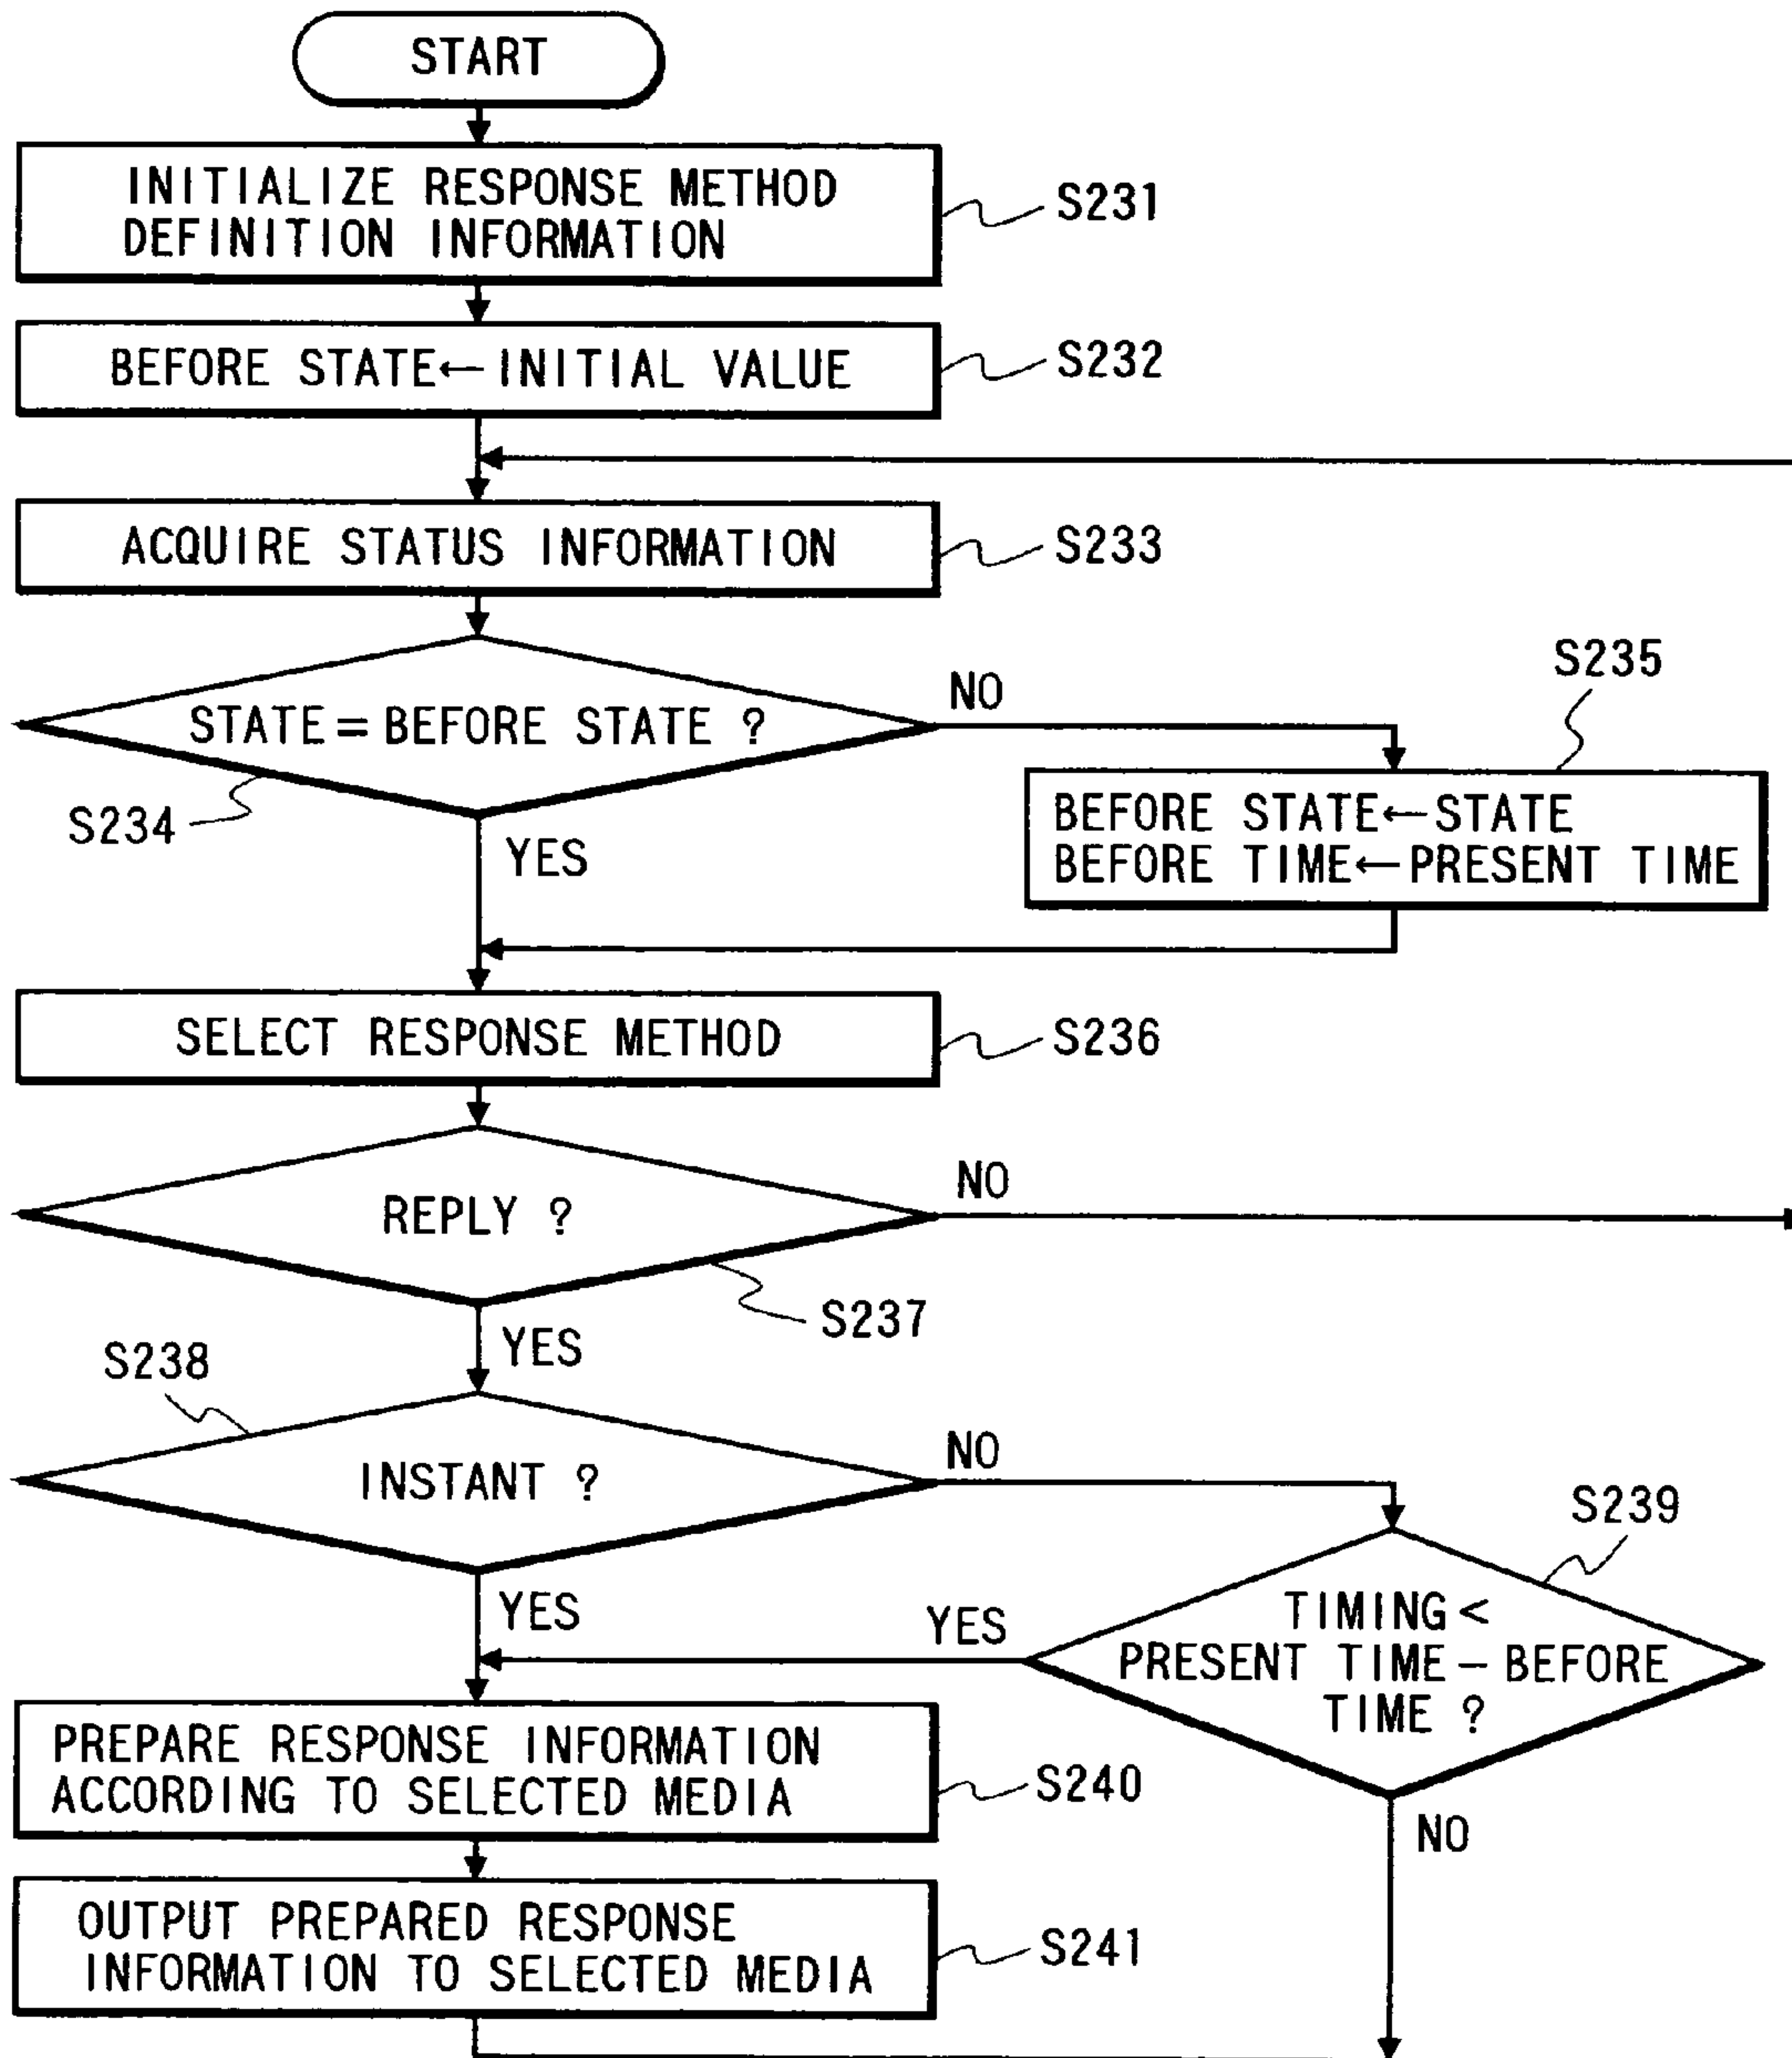 START
INITIALIZE RESPONSE METHOD
DEFINITION INFORMATION
S231
BEFORE STATE←INITIAL VALUE
S232
ACQUIRE STATUS INFORMATION
S233
STATE=BEFORE STATE ?
NO
S234
YES
S235
BEFORE STATE←STATE
BEFORE TIME←PRESENT TIME
SELECT RESPONSE METHOD
S236
REPLY ?
NO
S237
YES
S238
INSTANT ?
NO
YES
S239
TIMING<
PRESENT TIME-BEFORE
TIME ?
YES
NO
PREPARE RESPONSE INFORMATION
ACCORDING TO SELECTED MEDIA
S240
OUTPUT PREPARED RESPONSE
INFORMATION TO SELECTED MEDIA
S241